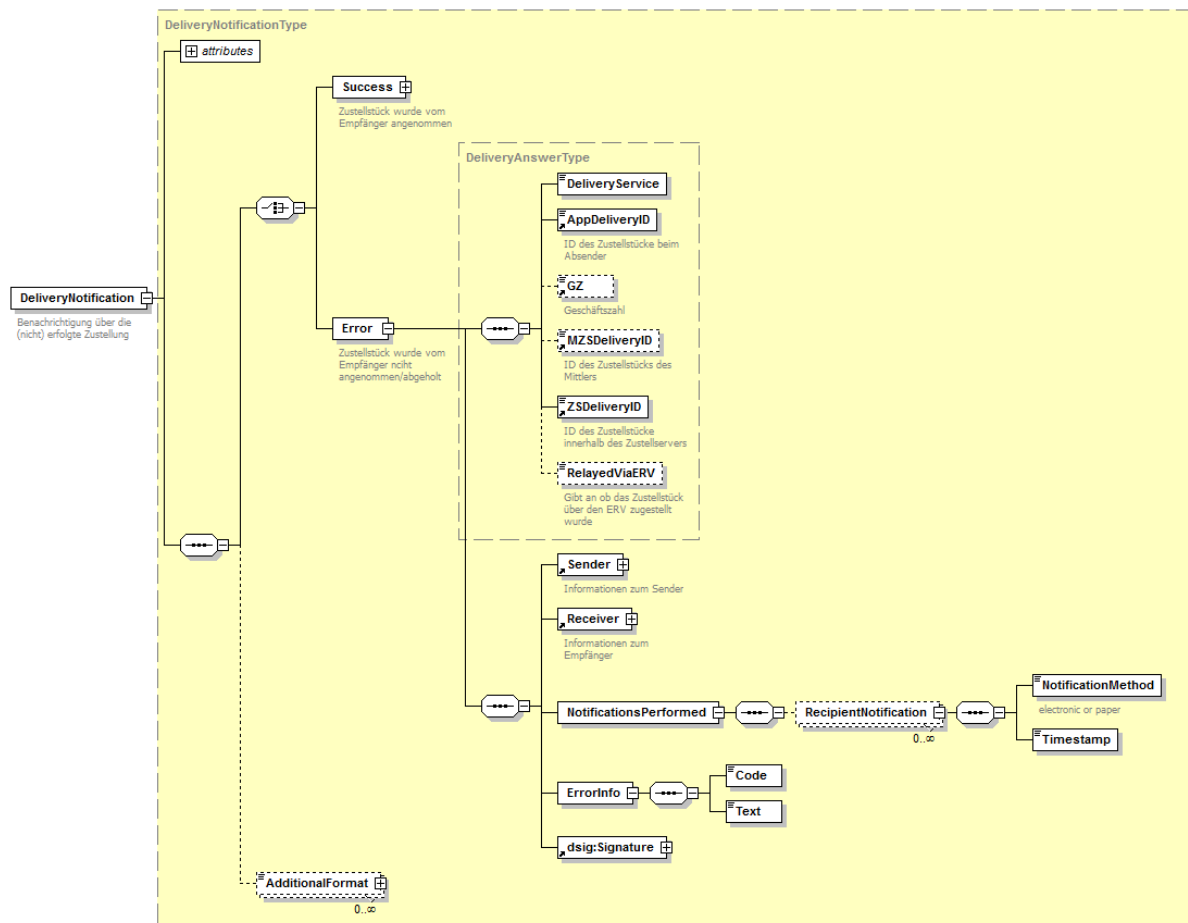 DeliveryNotificationType
attributes
Success
Zustellstück wurde vom
Empfänger angenommen
DeliveryAnswerType
DeliveryService
AppDeliveryID
ID des Zustellstücke beim
Absender
GZ
Geschäftszahl
DeliveryNotification
Benachrichtigung über die
(nicht) erfolgte Zustellung
Error
Zustellstück wurde vom
Empfänger nciht
angenommen/abgeholt
MZSDeliveryID
ID des Zustellstücks des
Mittlers
ZSDeliveryID
ID des Zustellstücke
innerhalb des Zustellservers
RelayedViaERV
Gibt an ob das Zustellstück
über den ERV zugestellt
wurde
Sender
Informationen zum Sender
Receiver
Informationen zum
Empfänger
NotificationsPerformed
RecipientNotification
0..∞
NotificationMethod
electronic or paper
Timestamp
ErrorInfo
Code
Text
dsig:Signature
AdditionalFormat
0..∞